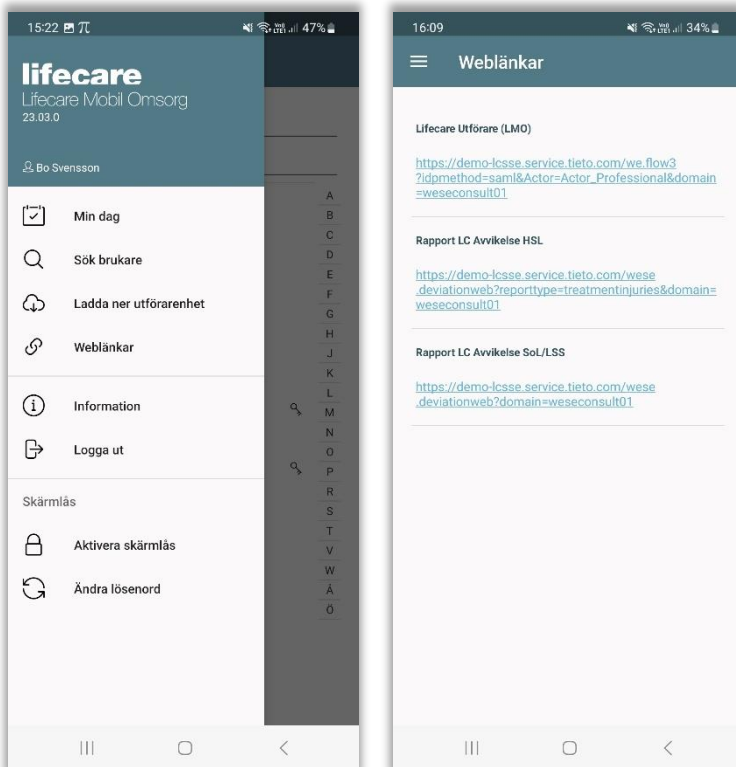 15:22 47%
lifecare
Lifecare Mobil Omsorg
23.03.0
Bo Svensson
Min dag
Sök brukare
Ladda ner utförarenhet
Weblänkar
Information
Logga ut
Skärmlås
Aktivera skärmlås
Ändra lösenord
A
B
C
D
E
F
G
H
J
K
L
M
N
O
P
R
S
T
V
W
Ä
Ö
16:09 34%
Weblänkar
Lifecare Utförare (LMO)
https://demo-lcsse.service.tieto.com/we.flow3
?idpmethod=saml&Actor=Actor_Professional&domain
=weseconsult01
Rapport LC Avvikelse HSL
https://demo-lcsse.service.tieto.com/wese
.deviationweb?reporttype=treatmentinjuries&domain=
weseconsult01
Rapport LC Avvikelse SoL/LSS
https://demo-lcsse.service.tieto.com/wese
.deviationweb?domain=weseconsult01